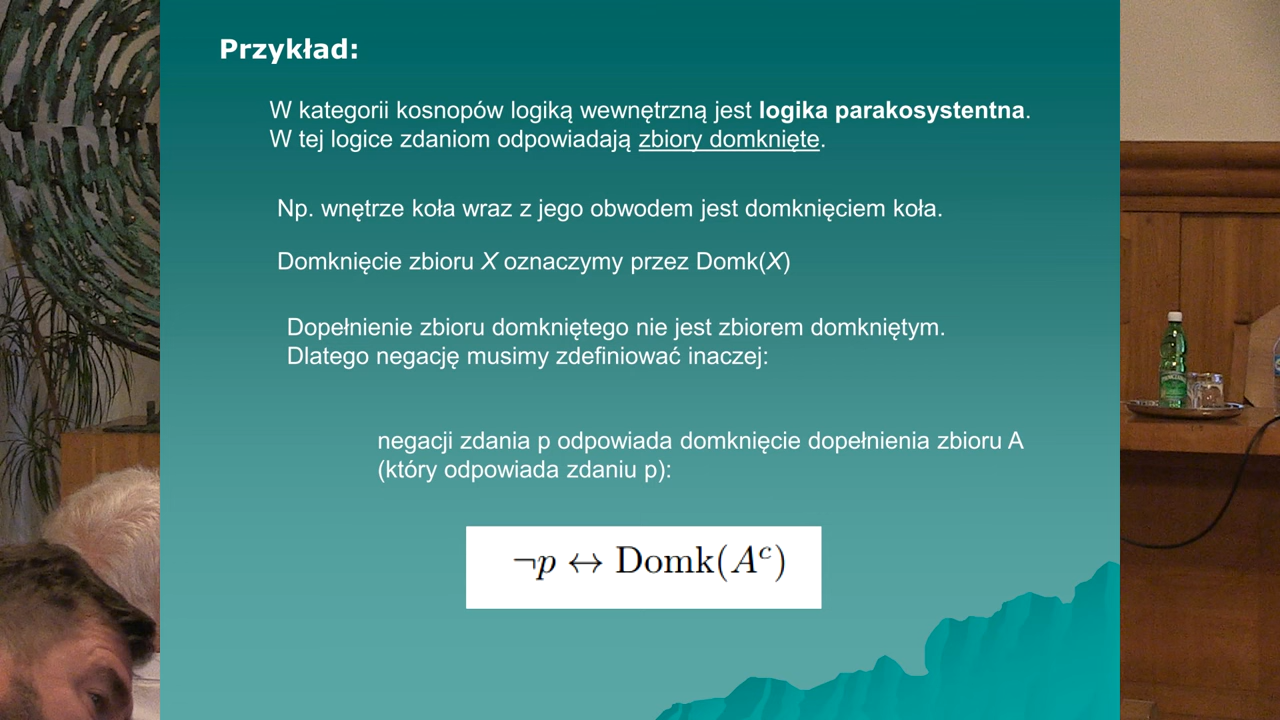 Przykład:
W kategorii kosnopów logiką wewnętrzną jest logika parakosystentna.
W tej logice zdaniom odpowiadają zbiory domknięte.
Np. wnętrze koła wraz z jego obwodem jest domknięciem koła.
Domknięcie zbioru X oznaczymy przez Domk(X)
Dopełnienie zbioru domkniętego nie jest zbiorem domkniętym.
Dlatego negację musimy zdefiniować inaczej:
negacji zdania p odpowiada domknięcie dopełnienia zbioru A
(który odpowiada zdaniu p):
¬p ↔ Domk(Aᶜ)